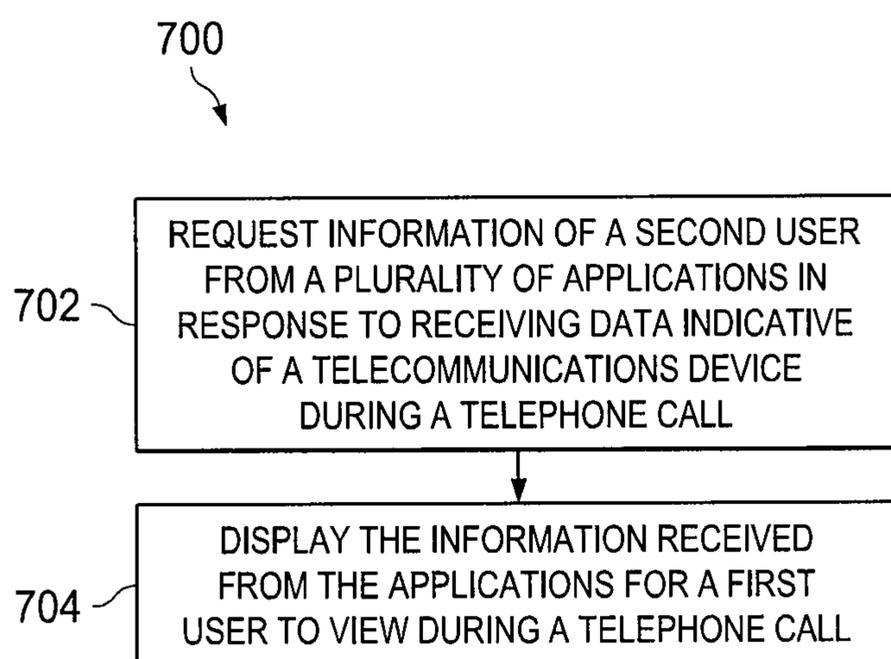 700
702
REQUEST INFORMATION OF A SECOND USER
FROM A PLURALITY OF APPLICATIONS IN
RESPONSE TO RECEIVING DATA INDICATIVE
OF A TELECOMMUNICATIONS DEVICE
DURING A TELEPHONE CALL
704
DISPLAY THE INFORMATION RECEIVED
FROM THE APPLICATIONS FOR A FIRST
USER TO VIEW DURING A TELEPHONE CALL